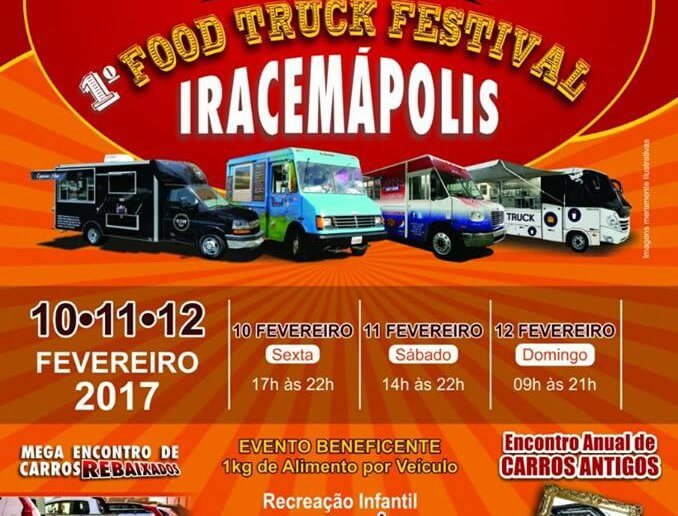 1º FOOD TRUCK FESTIVAL
IRACEMÁPOLIS
TRUCK
Imagens meramente ilustrativas
10•11•12
FEVEREIRO
2017
10 FEVEREIRO
Sexta
17h às 22h
11 FEVEREIRO
Sábado
14h às 22h
12 FEVEREIRO
Domingo
09h às 21h
MEGA ENCONTRO DE
CARROS REBAIXADOS
EVENTO BENEFICENTE
1kg de Alimento por Veículo
Recreação Infantil
Encontro Anual de
CARROS ANTIGOS